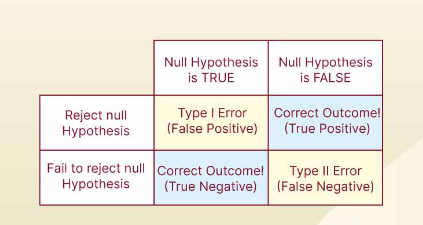 Null Hypothesis
is TRUE
Null Hypothesis
is FALSE
Reject null
Hypothesis
Type I Error
(False Positive)
Correct Outcome!
(True Positive)
Fail to reject null
Hypothesis
Correct Outcome!
(True Negative)
Type II Error
(False Negative)